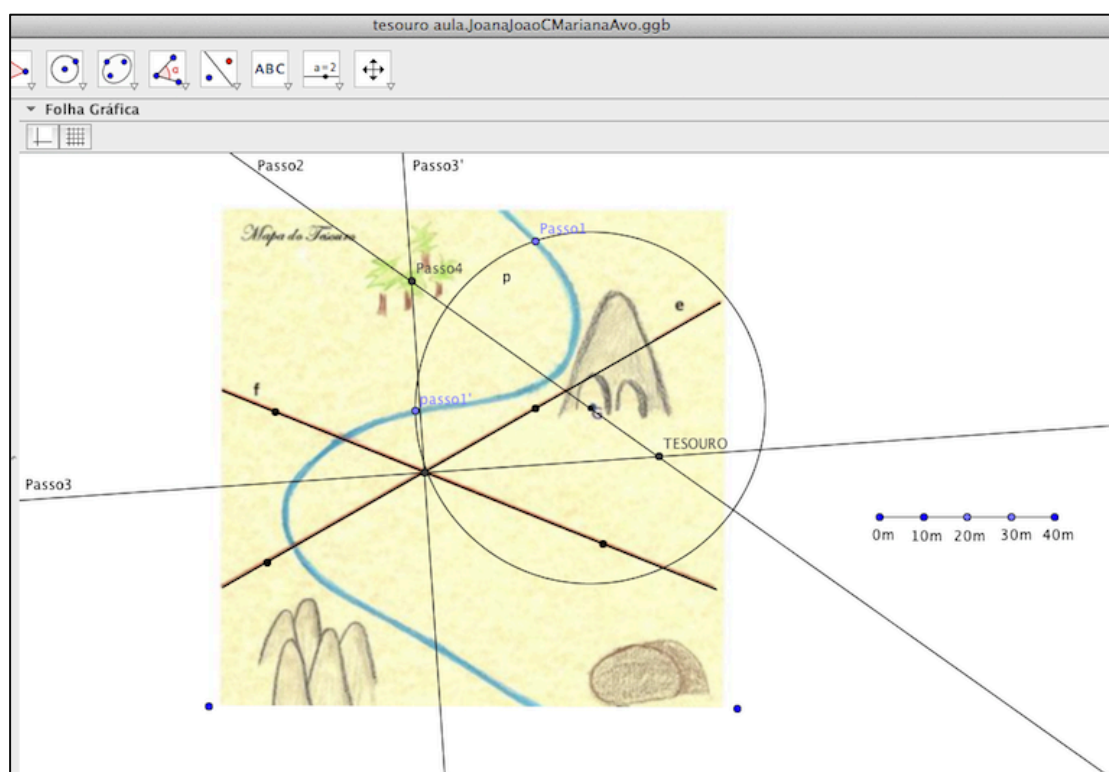 tesouro aula.JoanaJoaoCMarianaAvo.ggb
α
ABC
a=2
Folha Gráfica
Passo2
Passo3'
Mapa do Tesouro
Passo1
Passo4
p
e
f
passo1'
G
TESOURO
Passo3
0m 10m 20m 30m 40m